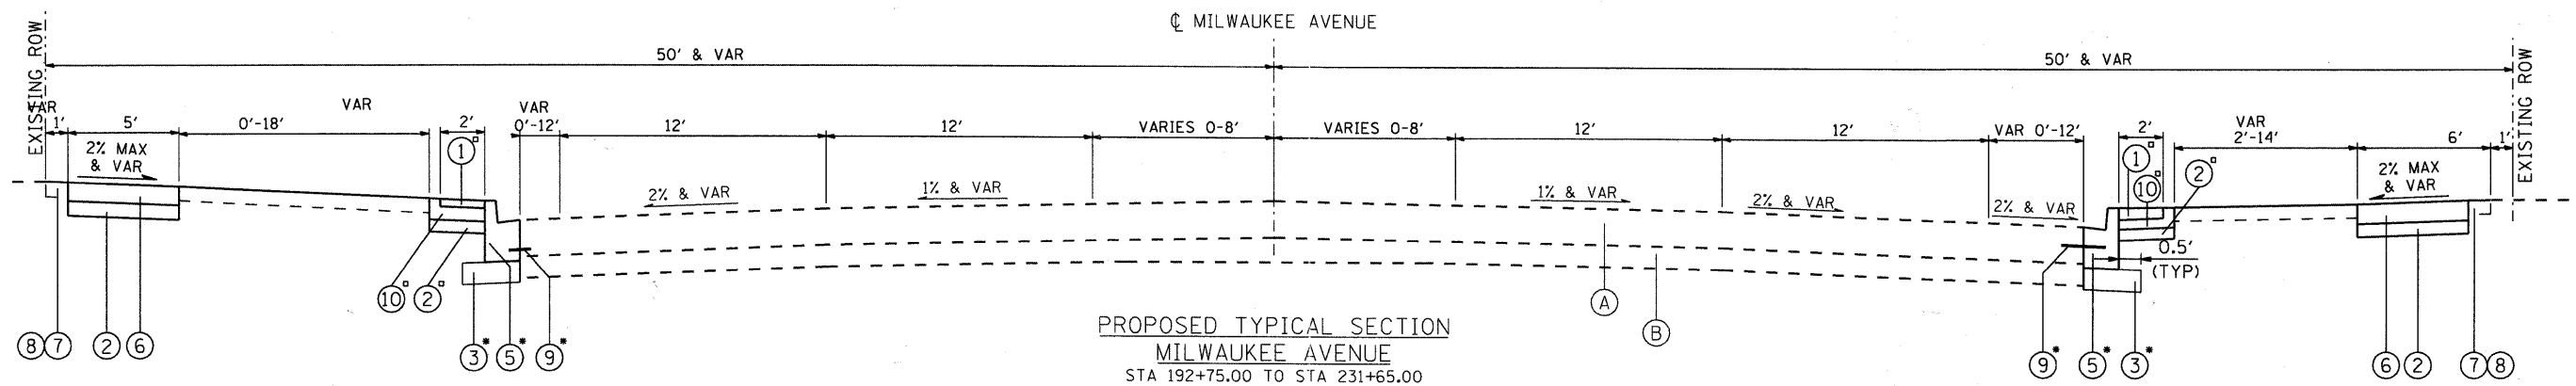 ℄ MILWAUKEE AVENUE
EXISTING ROW
50' & VAR
50' & VAR
EXISTING ROW
VAR
1'
5'
VAR
0'-18'
2'
VAR
0'-12'
12'
12'
VARIES 0-8'
VARIES 0-8'
12'
12'
VAR 0'-12'
2'
VAR
2'-14'
6'
1'
2% MAX
& VAR
1
2% & VAR
1% & VAR
1% & VAR
2% & VAR
2% & VAR
1
10
2
2% MAX
& VAR
0.5'
(TYP)
10
2
A
B
8
7
2
6
3*
5*
9*
9*
5*
3*
6
2
7
8
PROPOSED TYPICAL SECTION
MILWAUKEE AVENUE
STA 192+75.00 TO STA 231+65.00